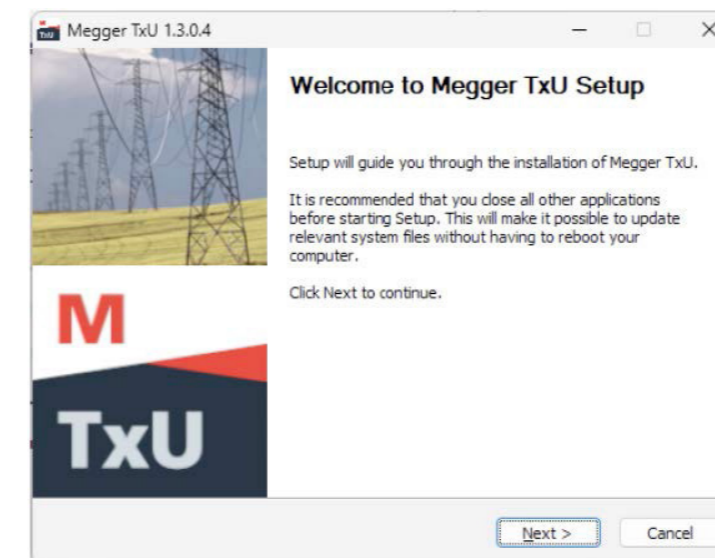 TxU
Megger TxU 1.3.0.4
Welcome to Megger TxU Setup
Setup will guide you through the installation of Megger TxU.
It is recommended that you close all other applications
before starting Setup. This will make it possible to update
relevant system files without having to reboot your
computer.
Click Next to continue.
M
TxU
Next >
Cancel